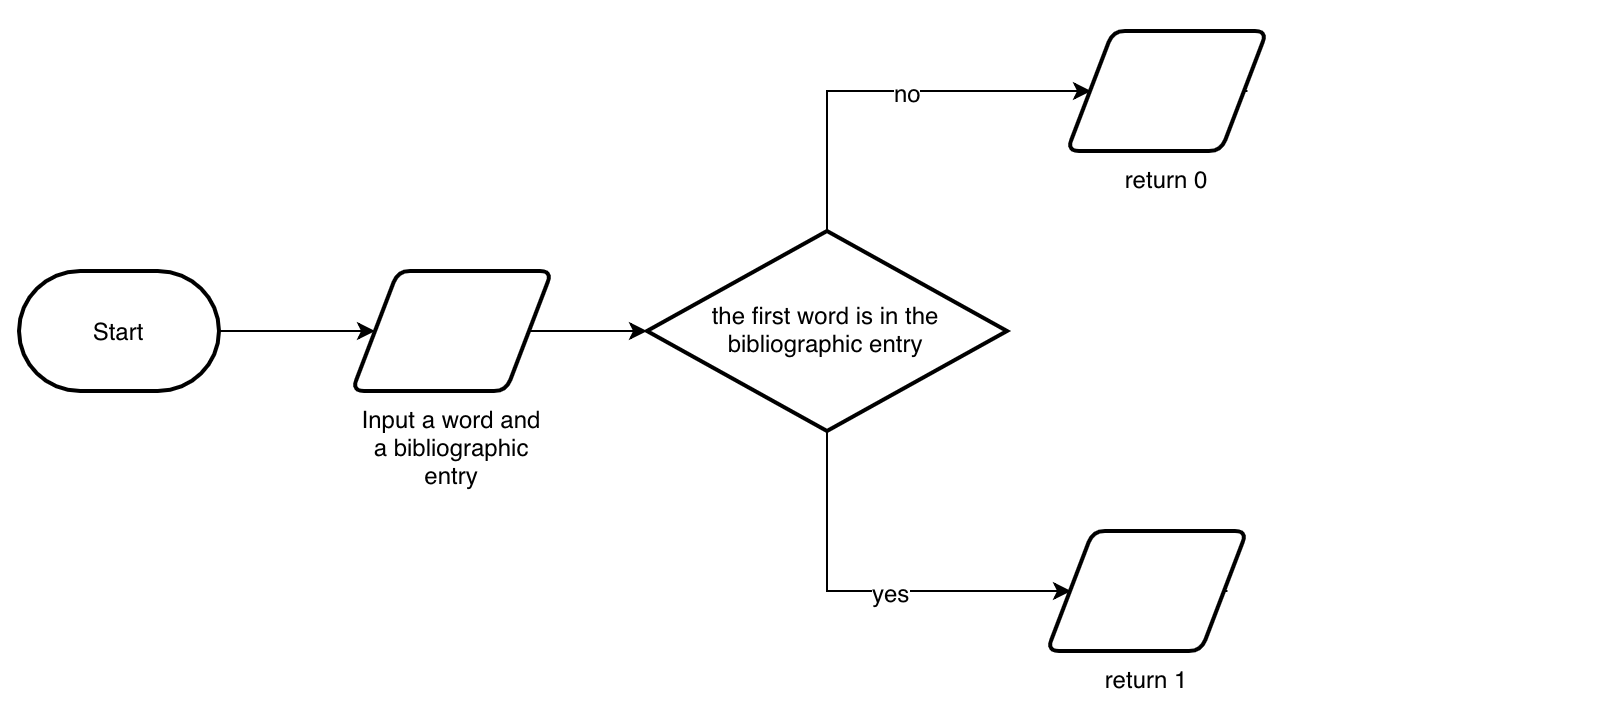 no
return 0
Start
the first word is in the
bibliographic entry
Input a word and
a bibliographic
entry
yes
return 1